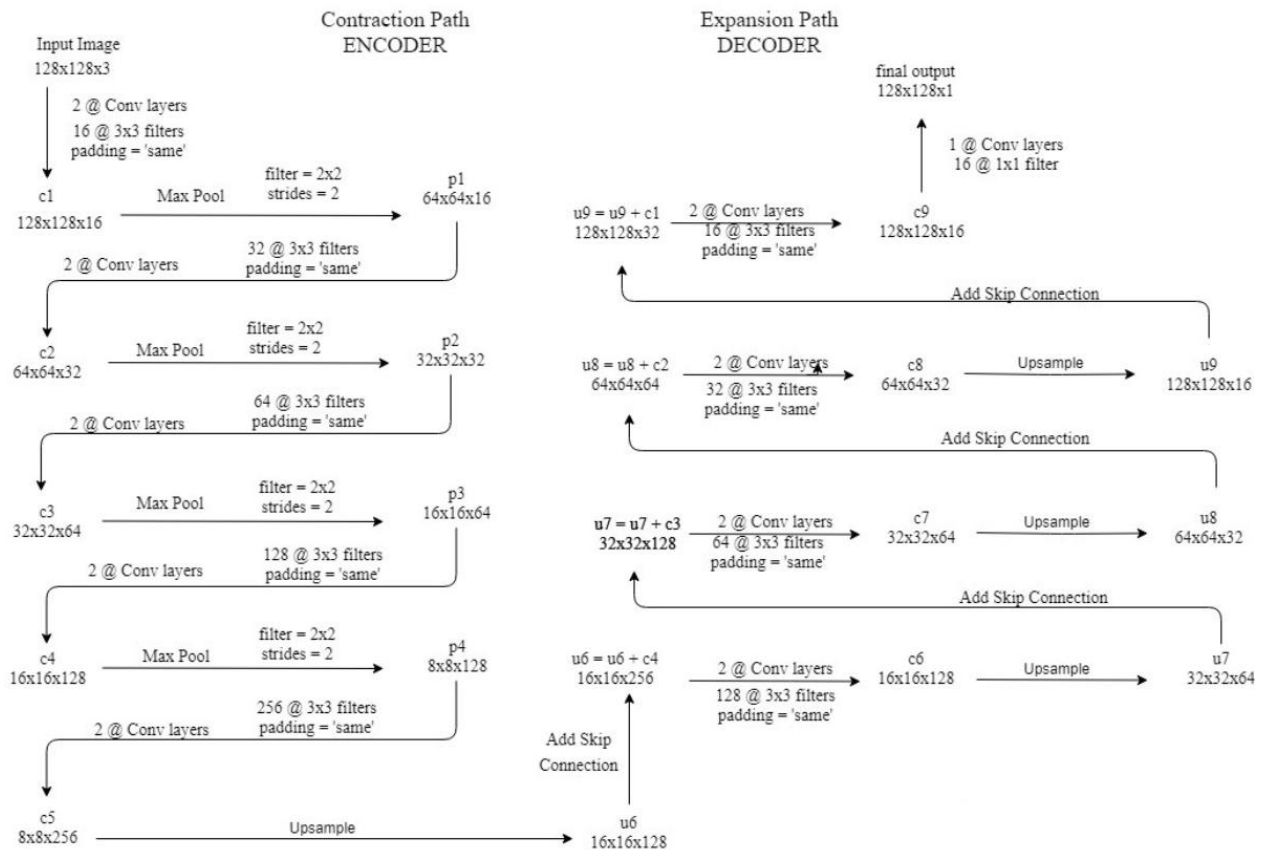 Contraction Path
ENCODER
Input Image
128x128x3
2 @ Conv layers
16 @ 3x3 filters
padding = 'same'
c1
128x128x16
Max Pool
filter = 2x2
strides = 2
p1
64x64x16
2 @ Conv layers
32 @ 3x3 filters
padding = 'same'
c2
64x64x32
Max Pool
filter = 2x2
strides = 2
p2
32x32x32
2 @ Conv layers
64 @ 3x3 filters
padding = 'same'
c3
32x32x64
Max Pool
filter = 2x2
strides = 2
p3
16x16x64
2 @ Conv layers
128 @ 3x3 filters
padding = 'same'
c4
16x16x128
Max Pool
filter = 2x2
strides = 2
p4
8x8x128
2 @ Conv layers
256 @ 3x3 filters
padding = 'same'
c5
8x8x256
Upsample
u6
16x16x128
Expansion Path
DECODER
Add Skip
Connection
u6 = u6 + c4
16x16x256
2 @ Conv layers
128 @ 3x3 filters
padding = 'same'
c6
16x16x128
Upsample
u7
32x32x64
Add Skip Connection
u7 = u7 + c3
32x32x128
2 @ Conv layers
64 @ 3x3 filters
padding = 'same'
c7
32x32x64
Upsample
u8
64x64x32
Add Skip Connection
u8 = u8 + c2
64x64x64
2 @ Conv layers
32 @ 3x3 filters
padding = 'same'
c8
64x64x32
Upsample
u9
128x128x16
Add Skip Connection
u9 = u9 + c1
128x128x32
2 @ Conv layers
16 @ 3x3 filters
padding = 'same'
c9
128x128x16
1 @ Conv layers
16 @ 1x1 filter
final output
128x128x1